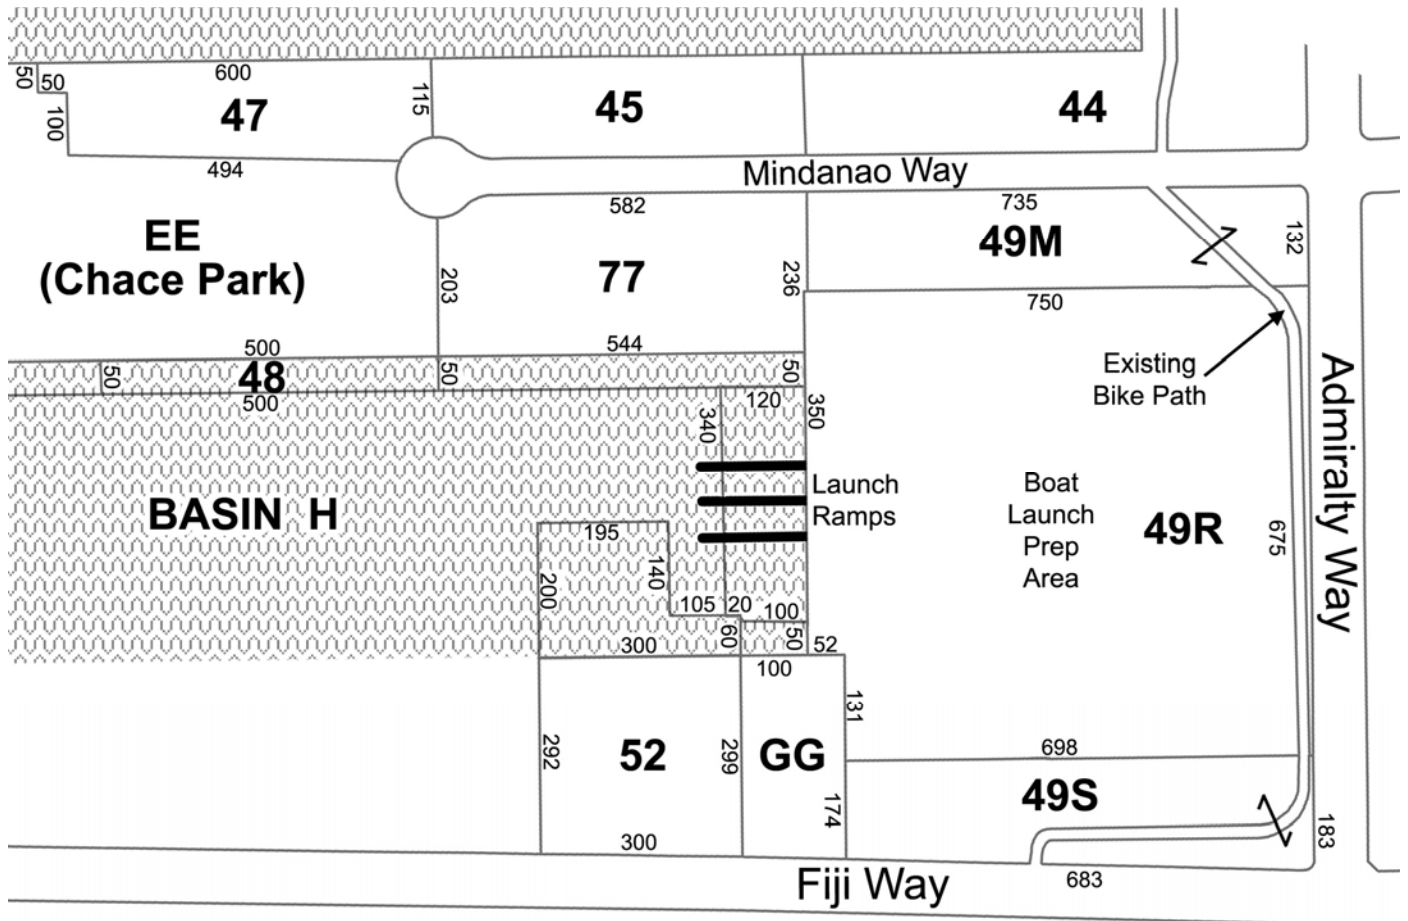 50
50
600
115
47
45
44
100
494
Mindanao Way
582
735
EE
(Chace Park)
49M
132
77
203
236
750
500
544
Existing
Bike Path
48
50
50
50
500
120
340
350
Admiralty Way
Launch
Ramps
Boat
Launch
Prep
Area
BASIN H
49R
675
195
140
200
105
20
100
60
50
52
300
100
131
698
292
52
299
GG
49S
174
183
300
Fiji Way
683